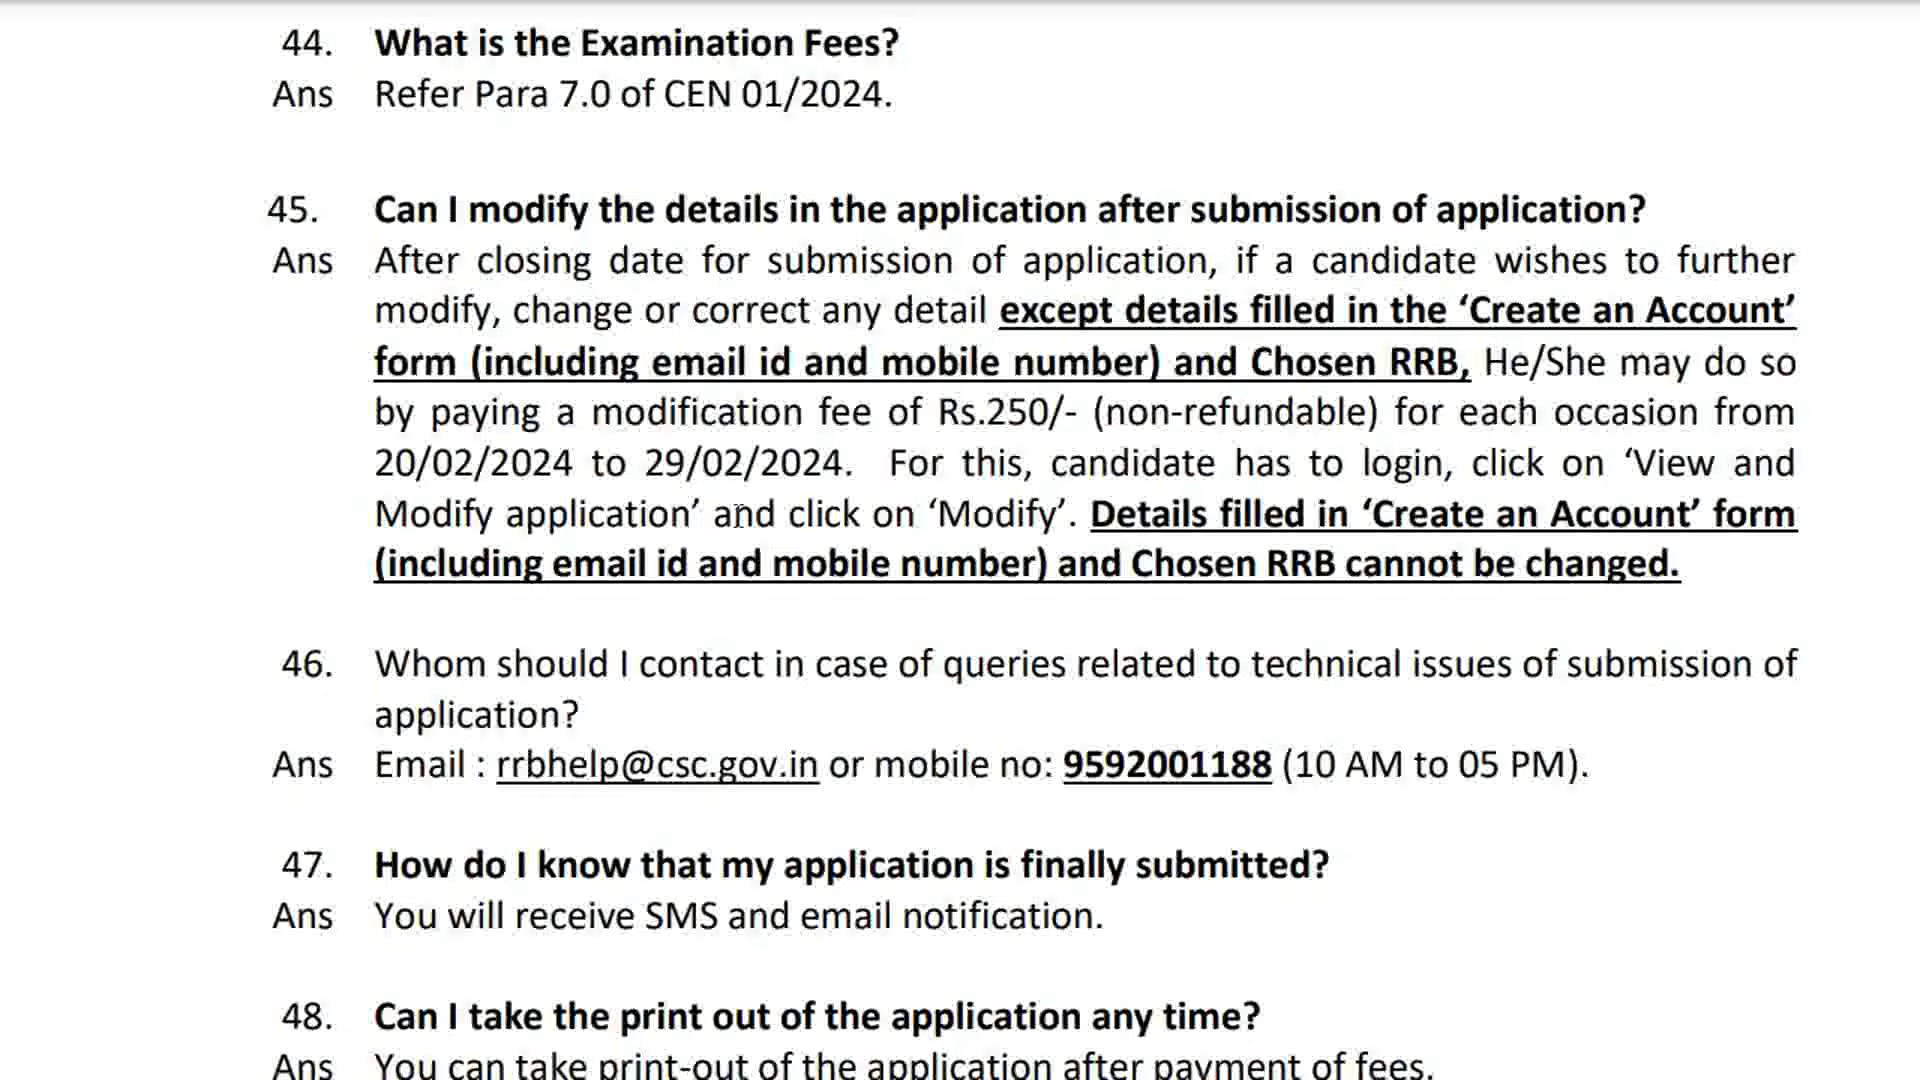 44. What is the Examination Fees?
Ans Refer Para 7.0 of CEN 01/2024.
45. Can I modify the details in the application after submission of application?
Ans After closing date for submission of application, if a candidate wishes to further
modify, change or correct any detail except details filled in the ‘Create an Account’
form (including email id and mobile number) and Chosen RRB, He/She may do so
by paying a modification fee of Rs.250/- (non-refundable) for each occasion from
20/02/2024 to 29/02/2024. For this, candidate has to login, click on ‘View and
Modify application’ and click on ‘Modify’. Details filled in ‘Create an Account’ form
(including email id and mobile number) and Chosen RRB cannot be changed.
46. Whom should I contact in case of queries related to technical issues of submission of
application?
Ans Email : rrbhelp@csc.gov.in or mobile no: 9592001188 (10 AM to 05 PM).
47. How do I know that my application is finally submitted?
Ans You will receive SMS and email notification.
48. Can I take the print out of the application any time?
Ans You can take print-out of the application after payment of fees.